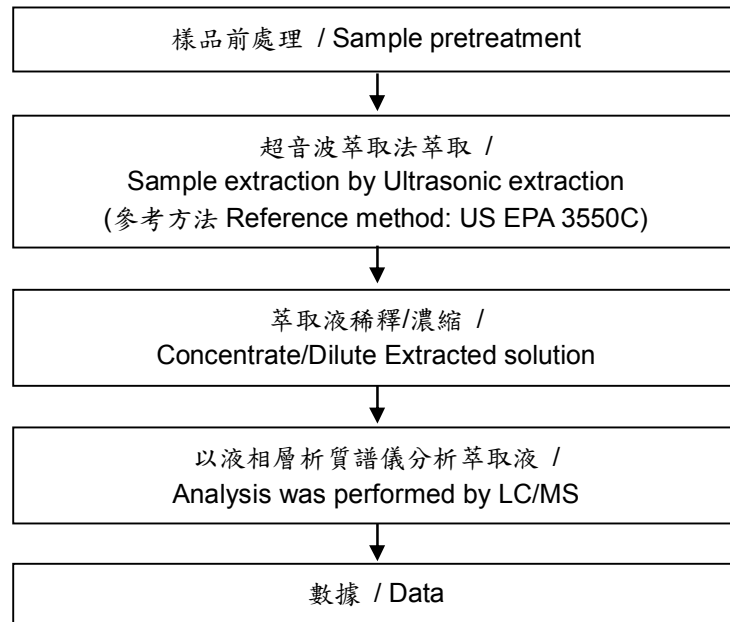 樣品前處理 / Sample pretreatment
超音波萃取法萃取 /
Sample extraction by Ultrasonic extraction
(參考方法 Reference method: US EPA 3550C)
萃取液稀釋/濃縮 /
Concentrate/Dilute Extracted solution
以液相層析質譜儀分析萃取液 /
Analysis was performed by LC/MS
數據 / Data